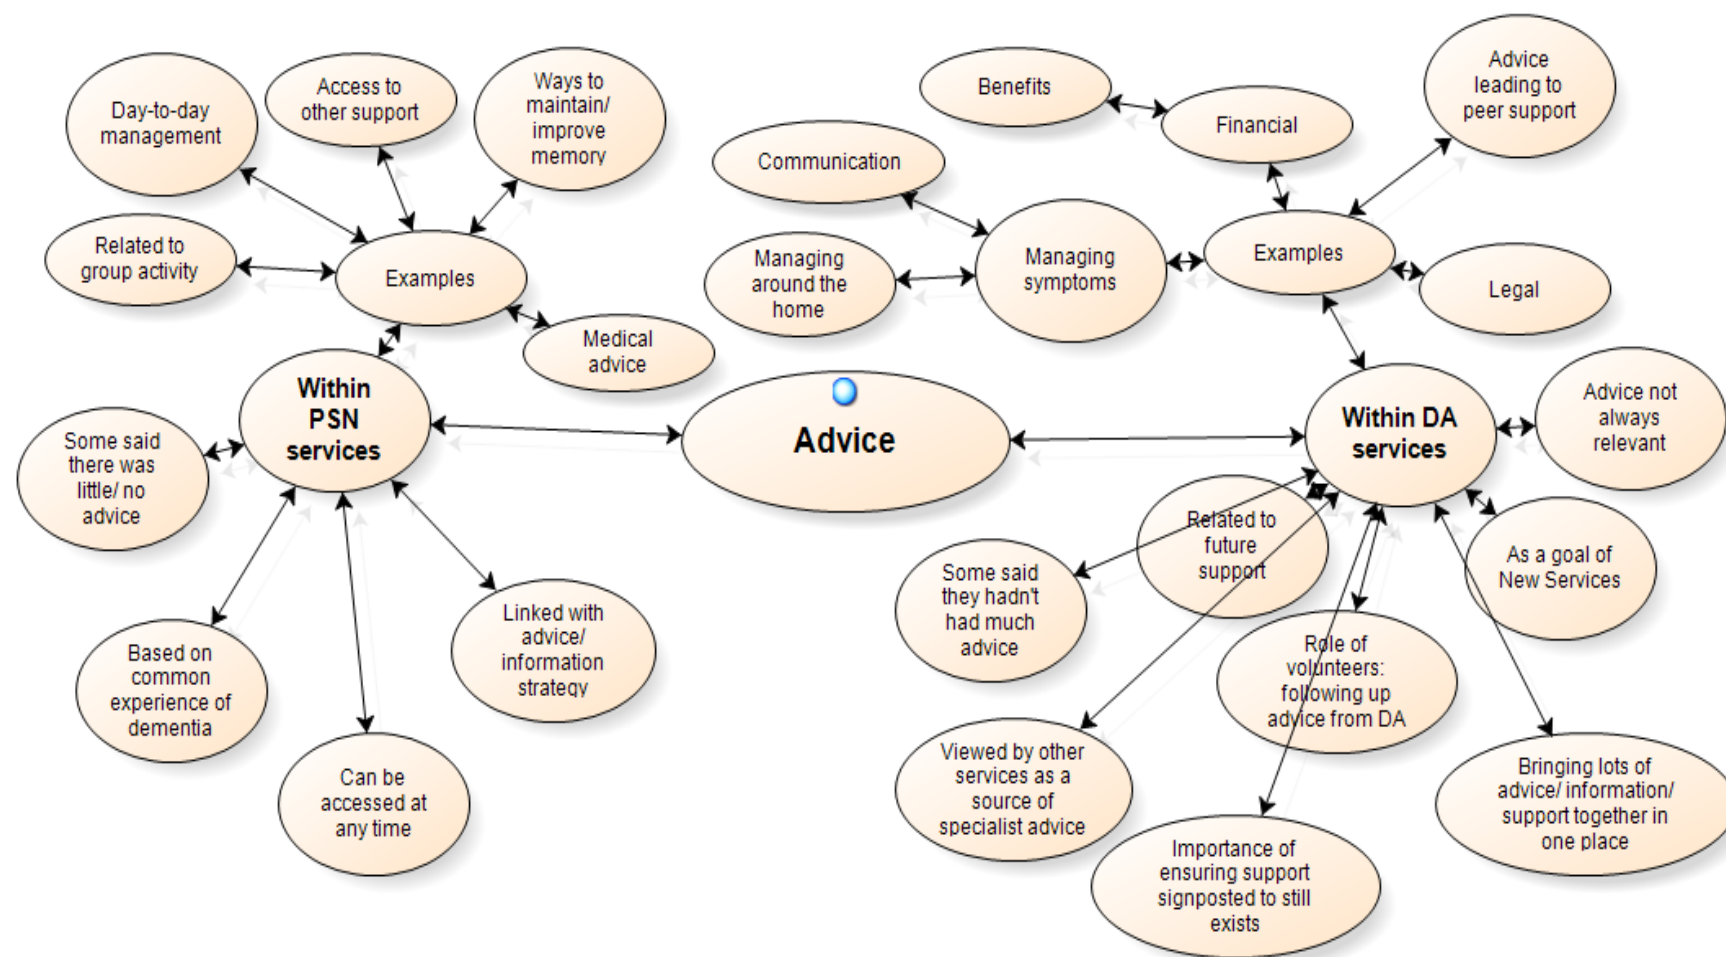 Day-to-day
management
Access to
other support
Ways to
maintain/
improve
memory
Related to
group activity
Examples
Medical
advice
Within
PSN
services
Some said
there was
little/ no
advice
Based on
common
experience of
dementia
Can be
accessed at
any time
Linked with
advice/
information
strategy
Advice
Benefits
Financial
Advice
leading to
peer support
Communication
Managing
around the
home
Managing
symptoms
Examples
Legal
Within DA
services
Advice not
always
relevant
As a goal of
New Services
Related to
future
support
Some said
they hadn't
had much
advice
Role of
volunteers:
following up
advice from DA
Viewed by other
services as a
source of
specialist advice
Importance of
ensuring support
signposted to still
exists
Bringing lots of
advice/ information/
support together in
one place